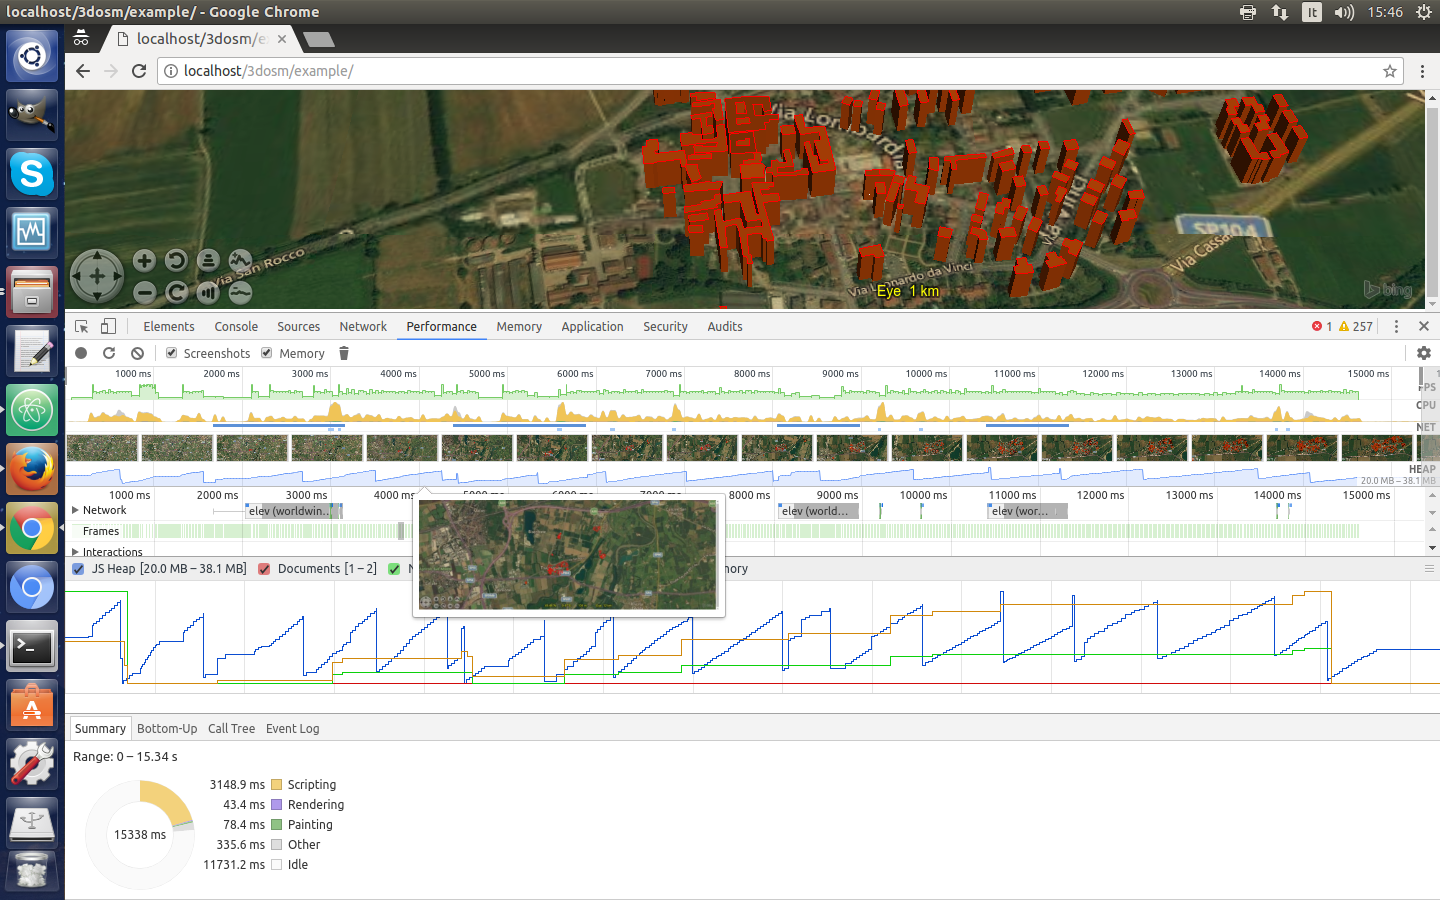 localhost/3dosm/example/ - Google Chrome
It
15:46
localhost/3dosm/e
localhost/3dosm/example/
Via Lombardia
Via San Rocco
Via Leonardo da Vinci
SP104
Via Cassa
Eye 1 km
bing
Elements Console Sources Network Performance Memory Application Security Audits
1 257
Screenshots Memory
1000 ms 2000 ms 3000 ms 4000 ms 5000 ms 6000 ms 7000 ms 8000 ms 9000 ms 10000 ms 11000 ms 12000 ms 13000 ms 14000 ms 15000 ms
FPS
CPU
NET
HEAP
20.0 MB – 38.1 MB
1000 ms 2000 ms 3000 ms 4000 ms 5000 ms 6000 ms 7000 ms 8000 ms 9000 ms 10000 ms 11000 ms 12000 ms 13000 ms 14000 ms 15000 ms
Network
elev (worldwin... elev (world... elev (wor...
Frames
Interactions
JS Heap [20.0 MB – 38.1 MB] Documents [1 – 2]
Summary Bottom-Up Call Tree Event Log
Range: 0 – 15.34 s
15338 ms
3148.9 ms Scripting
43.4 ms Rendering
78.4 ms Painting
335.6 ms Other
11731.2 ms Idle